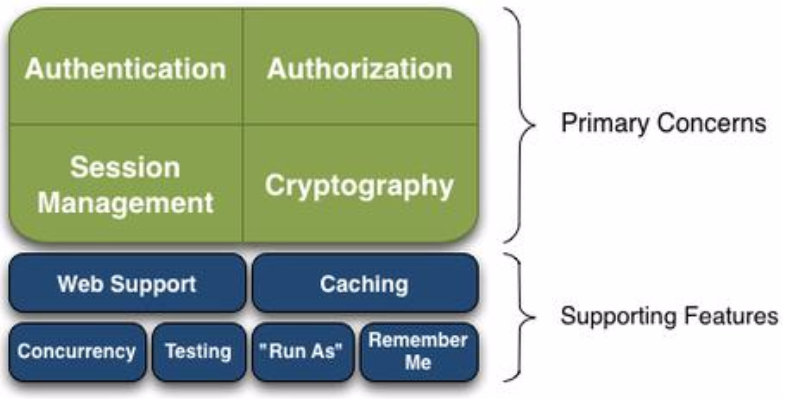 Authentication
Authorization
Primary Concerns
Session
Management
Cryptography
Web Support
Caching
Supporting Features
Concurrency
Testing
"Run As"
Remember
Me